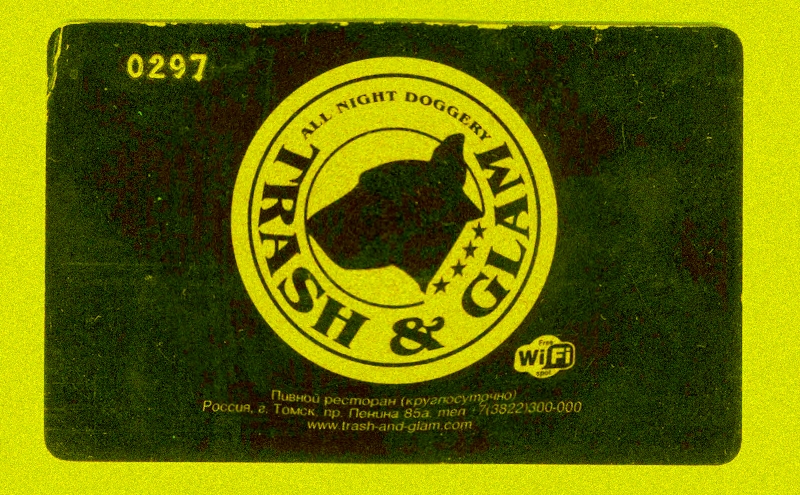 0297
ALL NIGHT DOGGERY
TRASH & GLAM
Free
WiFi
spot
Пивной ресторан (круглосуточно)
Россия, г. Томск, пр. Ленина 85а. тел. +7(3822)300-000
www.trash-and-glam.com